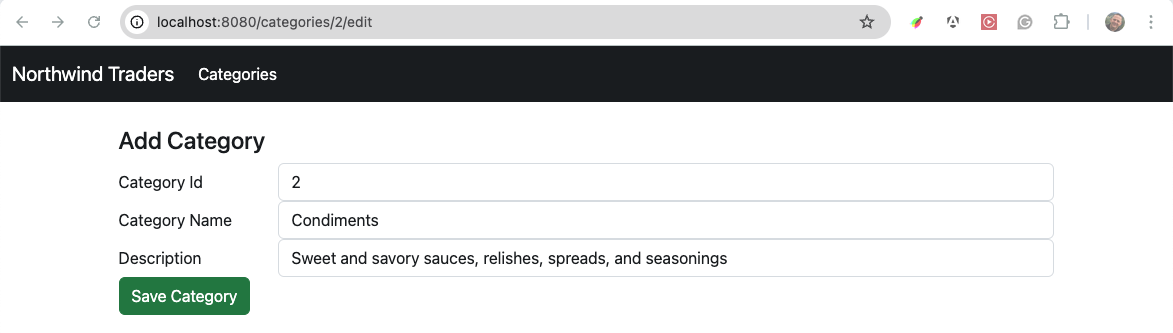 localhost:8080/categories/2/edit
Northwind Traders Categories
Add Category
Category Id 2
Category Name Condiments
Description Sweet and savory sauces, relishes, spreads, and seasonings
Save Category